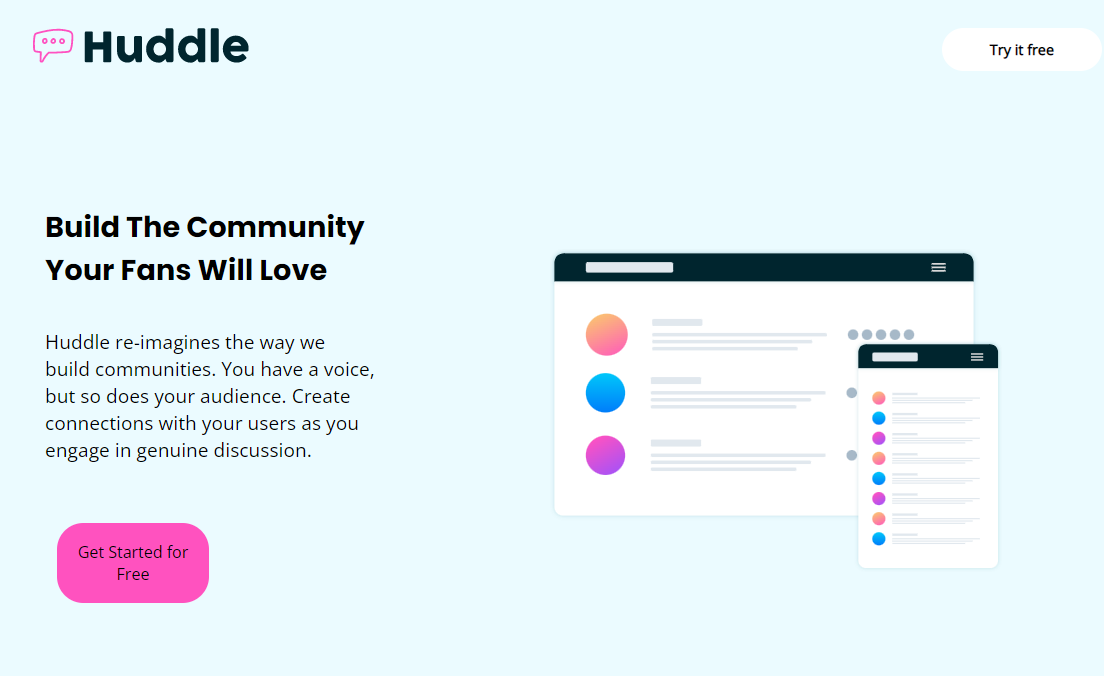 Huddle
Try it free
Build The Community
Your Fans Will Love
Huddle re-imagines the way we
build communities. You have a voice,
but so does your audience. Create
connections with your users as you
engage in genuine discussion.
Get Started for
Free